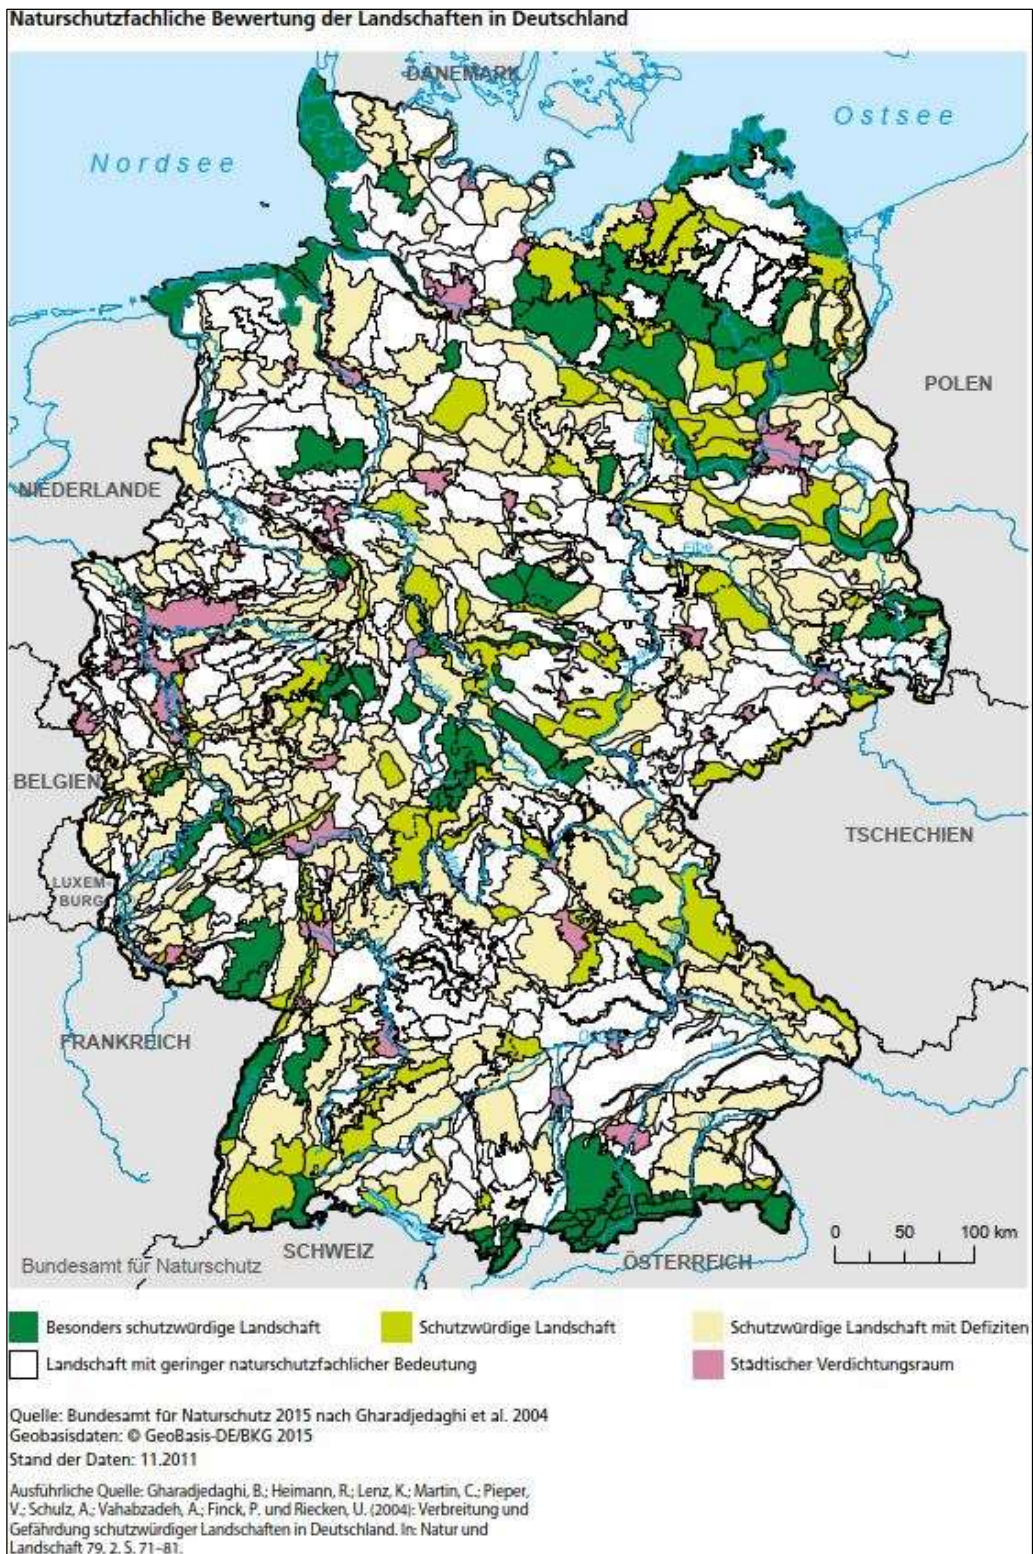 Naturschutzfachliche Bewertung der Landschaften in Deutschland
DÄNEMARK
Ostsee
Nordsee
POLEN
NIEDERLANDE
Elbe
BELGIEN
TSCHECHIEN
LUXEM-
BURG
FRANKREICH
0 50 100 km
SCHWEIZ
ÖSTERREICH
Bundesamt für Naturschutz
Besonders schutzwürdige Landschaft
Schutzwürdige Landschaft
Schutzwürdige Landschaft mit Defiziten
Landschaft mit geringer naturschutzfachlicher Bedeutung
Städtischer Verdichtungsraum
Quelle: Bundesamt für Naturschutz 2015 nach Gharadjedaghi et al. 2004
Geobasisdaten: © GeoBasis-DE/BKG 2015
Stand der Daten: 11.2011
Ausführliche Quelle: Gharadjedaghi, B.; Heimann, R.; Lenz, K.; Martin, C.; Pieper,
V.; Schulz, A.; Vahabzadeh, A.; Finck, P. und Riecken, U. (2004): Verbreitung und
Gefährdung schutzwürdiger Landschaften in Deutschland. In: Natur und
Landschaft 79, 2, S. 71–81.